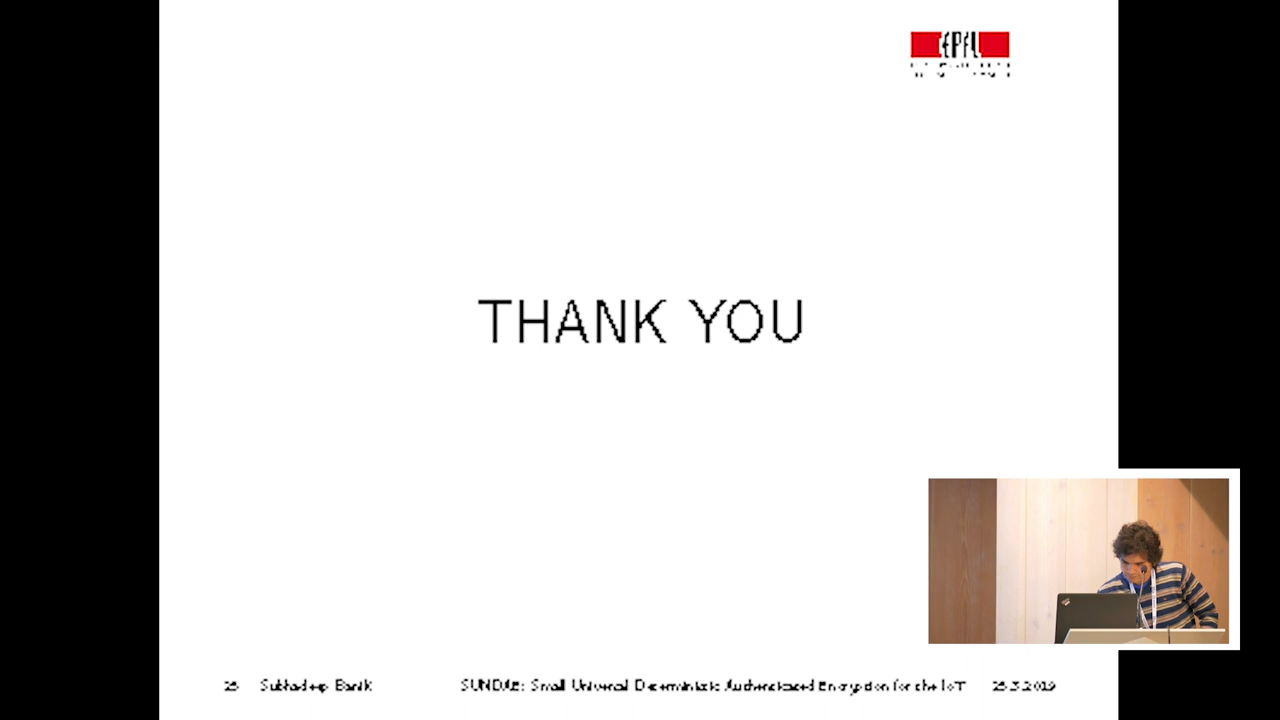 EPFL
THANK YOU
25 Subhadeep Banik SUNDAE: Small Universal Deterministic Authenticated Encryption for the IoT 25.3.2019